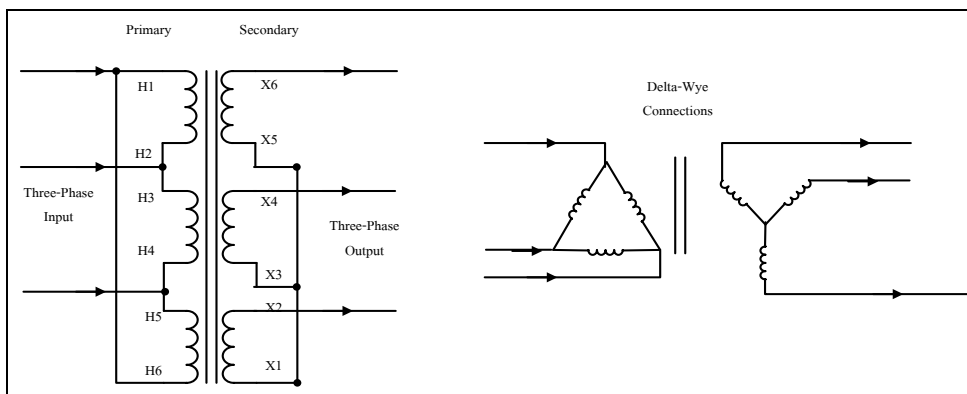 Primary
Secondary
H1
X6
H2
X5
H3
X4
Three-Phase
Input
Three-Phase
Output
H4
X3
H5
X2
H6
X1
Delta-Wye
Connections